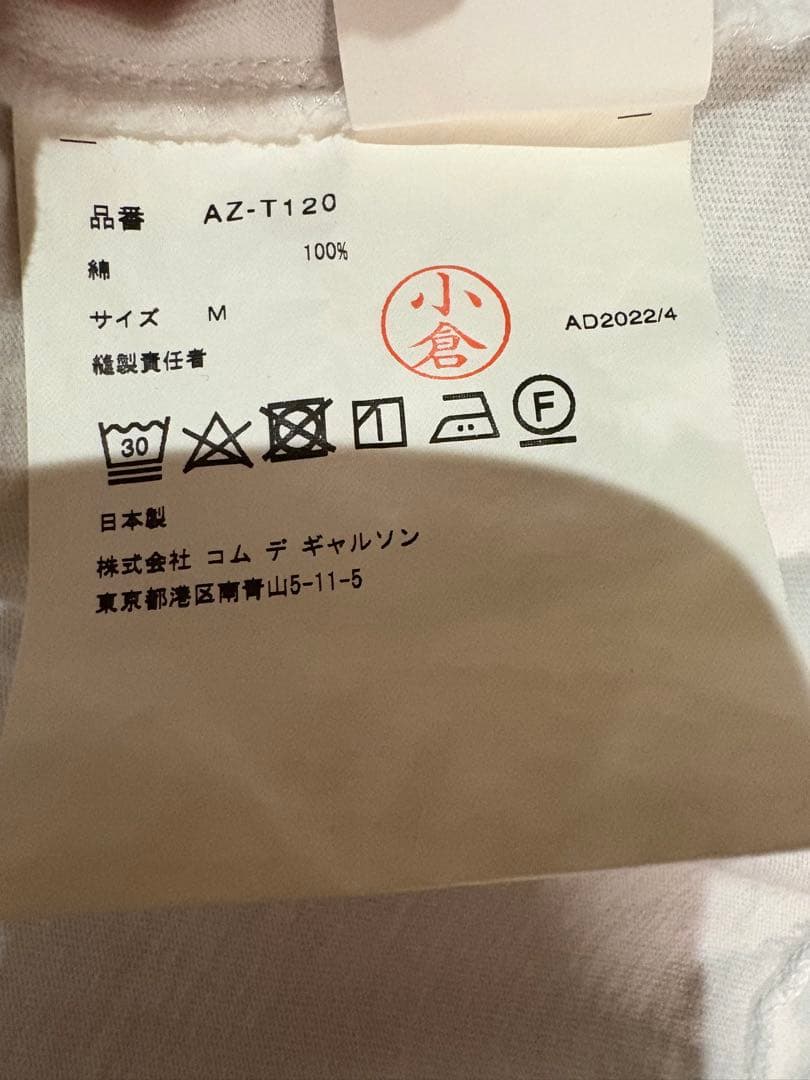 品番 AZ-T120
綿 100%
サイズ M
縫製責任者
小倉
AD2022/4
30
F
日本製
株式会社 コム デ ギャルソン
東京都港区南青山5-11-5